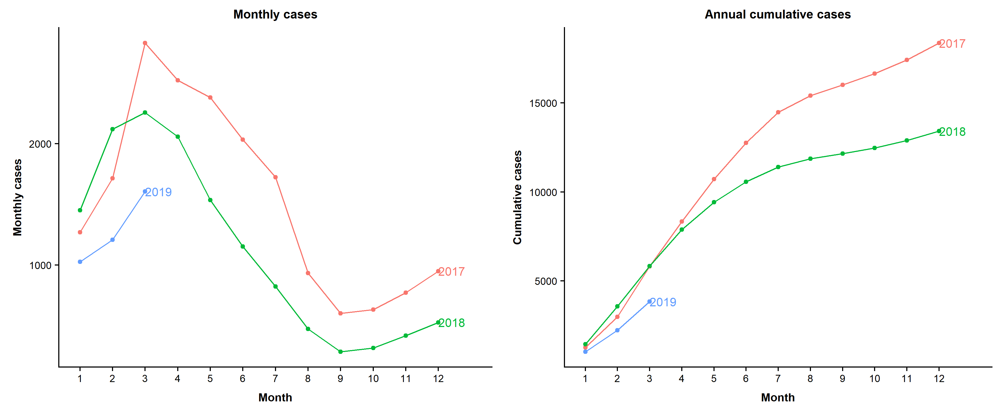 Monthly cases
Monthly cases
2000
1000
2019
2017
2018
1 2 3 4 5 6 7 8 9 10 11 12
Month
Annual cumulative cases
Cumulative cases
15000
10000
5000
2017
2018
2019
1 2 3 4 5 6 7 8 9 10 11 12
Month